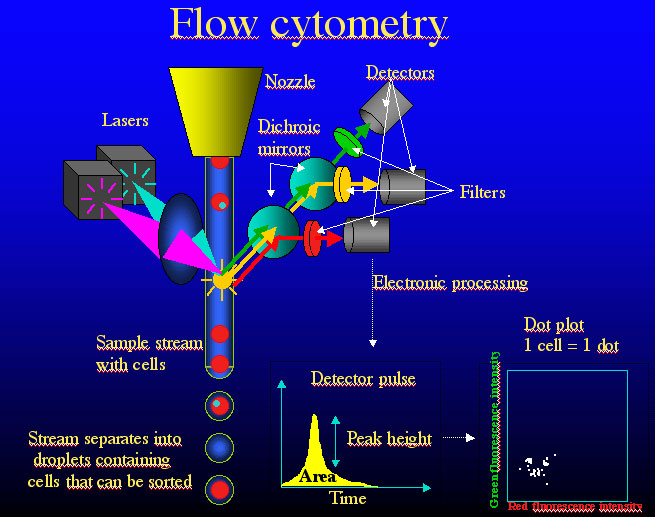 Flow cytometry
Nozzle
Detectors
Lasers
Dichroic
mirrors
Filters
Electronic processing
Sample stream
with cells
Dot plot
1 cell = 1 dot
Detector pulse
Peak height
Area
Time
Green fluorescence intensity
Red fluorescence intensity
Stream separates into
droplets containing
cells that can be sorted